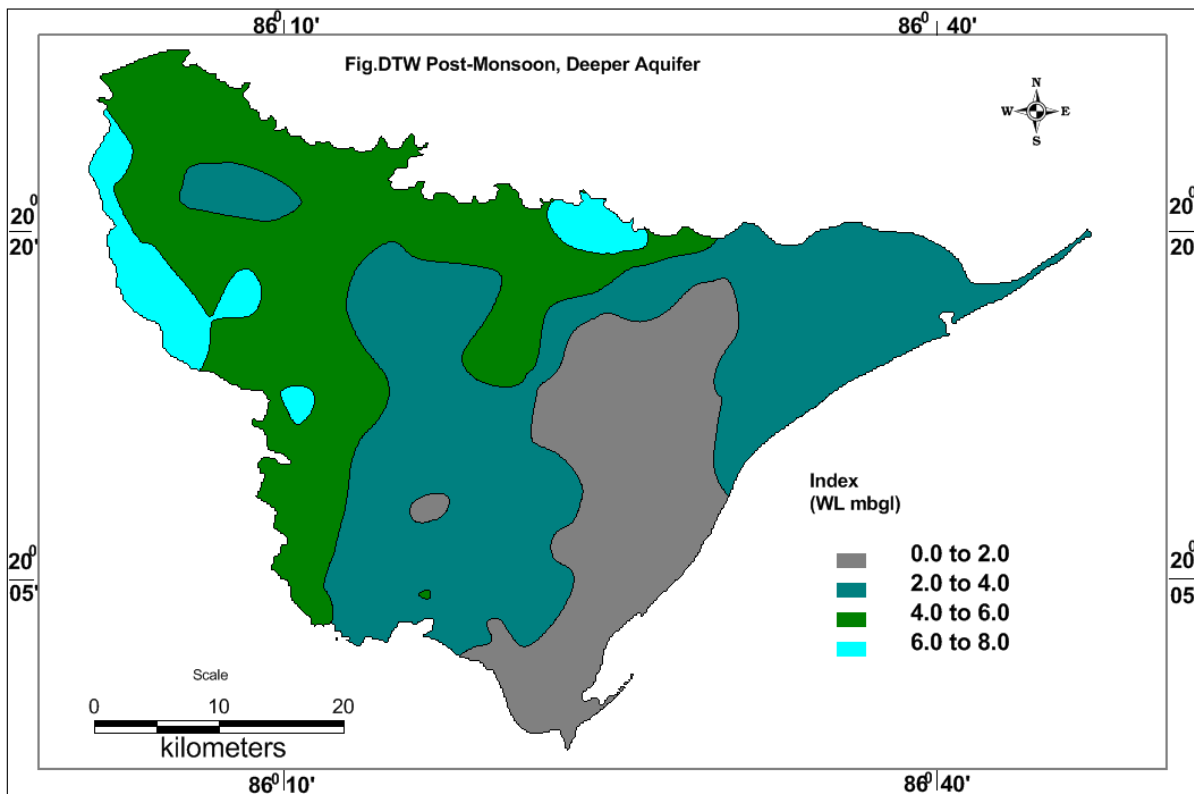 86⁰ 10'
86⁰ 40'
Fig.DTW Post-Monsoon, Deeper Aquifer
N
W E
S
20⁰
20'
20⁰
20'
Index
(WL mbgl)
0.0 to 2.0
2.0 to 4.0
4.0 to 6.0
6.0 to 8.0
20⁰
05'
20⁰
05'
Scale
0 10 20
kilometers
86⁰ 10'
86⁰ 40'